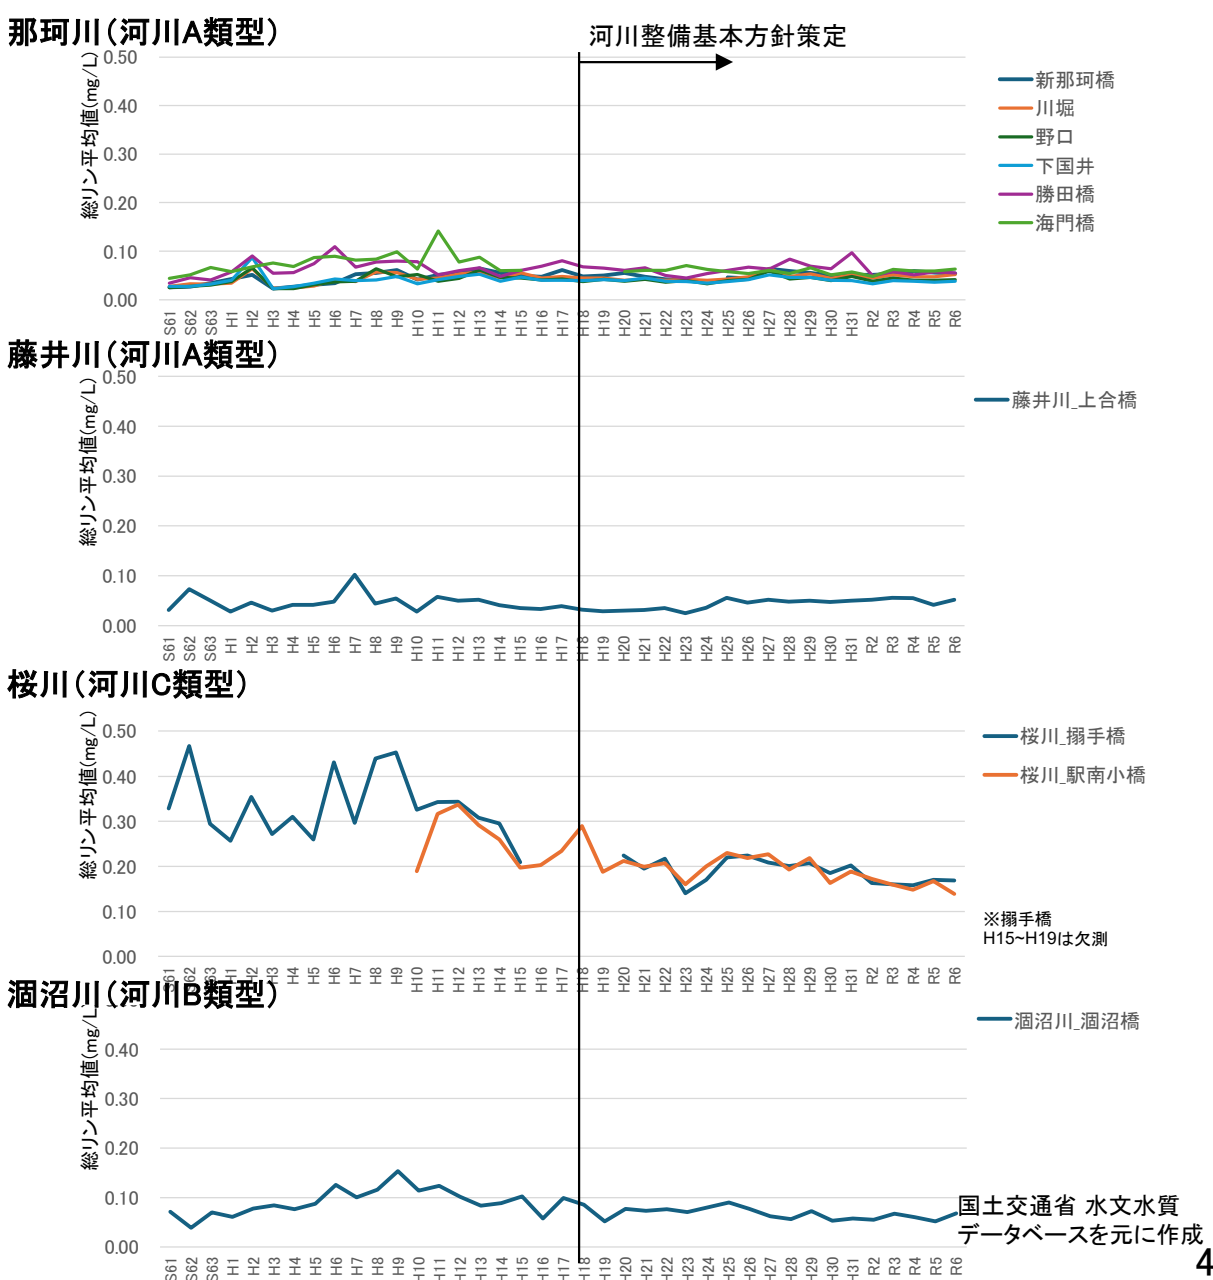 那珂川（河川A類型）
河川整備基本方針策定
総リン平均値(mg/L)
0.50
0.40
0.30
0.20
0.10
0.00
S61 S62 S63 H1 H2 H3 H4 H5 H6 H7 H8 H9 H10 H11 H12 H13 H14 H15 H16 H17 H18 H19 H20 H21 H22 H23 H24 H25 H26 H27 H28 H29 H30 H31 R2 R3 R4 R5 R6
新那珂橋
川堀
野口
下国井
勝田橋
海門橋
藤井川（河川A類型）
総リン平均値(mg/L)
0.50
0.40
0.30
0.20
0.10
0.00
S61 S62 S63 H1 H2 H3 H4 H5 H6 H7 H8 H9 H10 H11 H12 H13 H14 H15 H16 H17 H18 H19 H20 H21 H22 H23 H24 H25 H26 H27 H28 H29 H30 H31 R2 R3 R4 R5 R6
藤井川_上合橋
桜川（河川C類型）
総リン平均値(mg/L)
0.50
0.40
0.30
0.20
0.10
0.00
S61 S62 S63 H1 H2 H3 H4 H5 H6 H7 H8 H9 H10 H11 H12 H13 H14 H15 H16 H17 H18 H19 H20 H21 H22 H23 H24 H25 H26 H27 H28 H29 H30 H31 R2 R3 R4 R5 R6
桜川_搦手橋
桜川_駅南小橋
※搦手橋
H15~H19は欠測
涸沼川（河川B類型）
総リン平均値(mg/L)
0.40
0.30
0.20
0.10
0.00
S61 S62 S63 H1 H2 H3 H4 H5 H6 H7 H8 H9 H10 H11 H12 H13 H14 H15 H16 H17 H18 H19 H20 H21 H22 H23 H24 H25 H26 H27 H28 H29 H30 H31 R2 R3 R4 R5 R6
涸沼川_涸沼橋
国土交通省 水文水質
データベースを元に作成
4